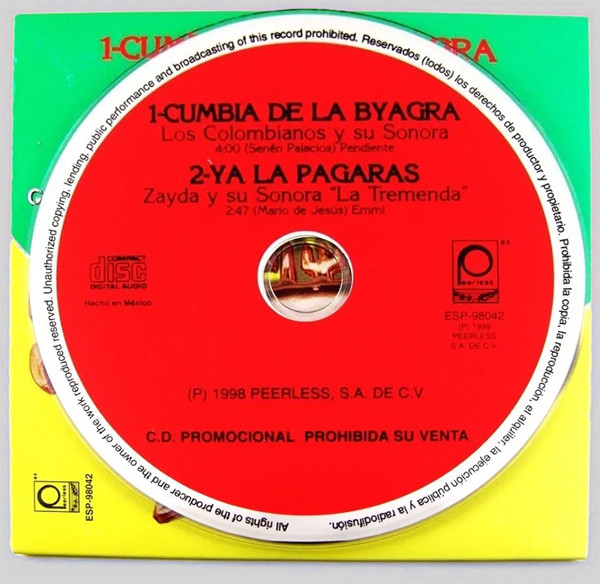 1-CU
GRA
1-CUMBIA DE LA BYAGRA
Los Colombianos y su Sonora
4:00 (Senén Palacios) Pendiente
2-YA LA PAGARAS
Zayda y su Sonora "La Tremenda"
2:47 (Mario de Jesús) Emmi
COMPACT
disc
DIGITAL AUDIO
Hecho en México
Peerless
ESP-98042
(P) 1998
PEERLESS
S.A. DE C.V.
(P) 1998 PEERLESS, S.A. DE C.V.
C.D. PROMOCIONAL PROHIBIDA SU VENTA
All rights of the producer and the owner of the work reproduced reserved. Unauthorized copying, lending, public performance and broadcasting of this record prohibited. Reservados (todos) los derechos de productor y propietario. Prohibida la copia, la reproducción, el alquiler, la ejecución pública y la radiodifusión.
Peerless
ESP-98042